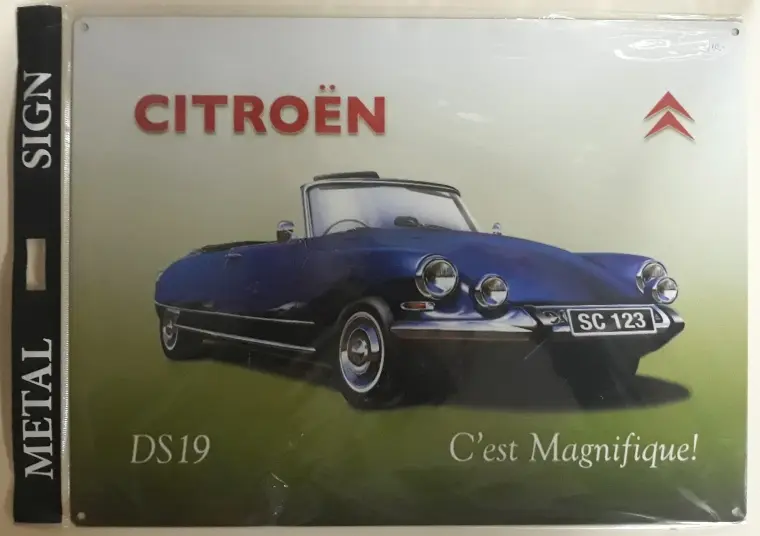 METAL SIGN
CITROËN
SC 123
DS19
C'est Magnifique!